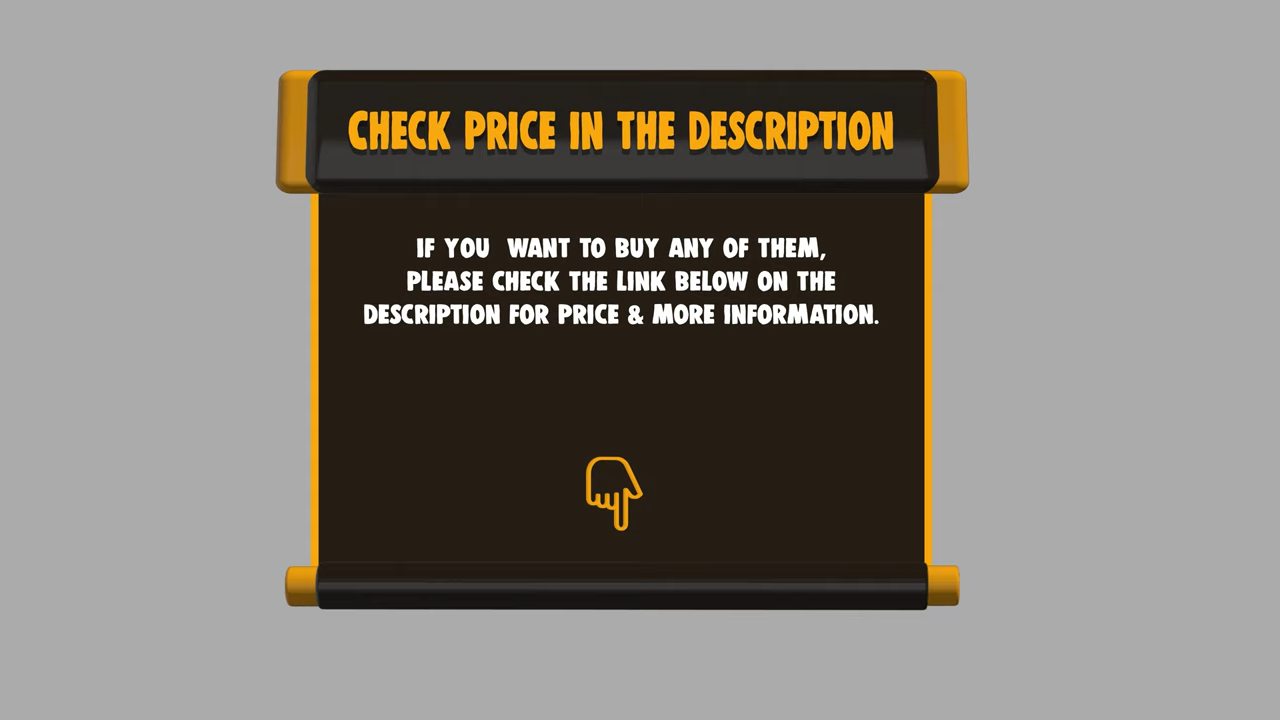 CHECK PRICE IN THE DESCRIPTION
IF YOU  WANT TO BUY ANY OF THEM,
PLEASE CHECK THE LINK BELOW ON THE
DESCRIPTION FOR PRICE & MORE INFORMATION.